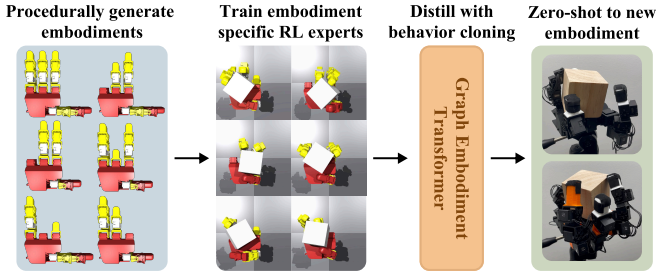 Procedurally generate
embodiments
Train embodiment
specific RL experts
Distill with
behavior cloning
Zero-shot to new
embodiment
Graph Embodiment
Transformer